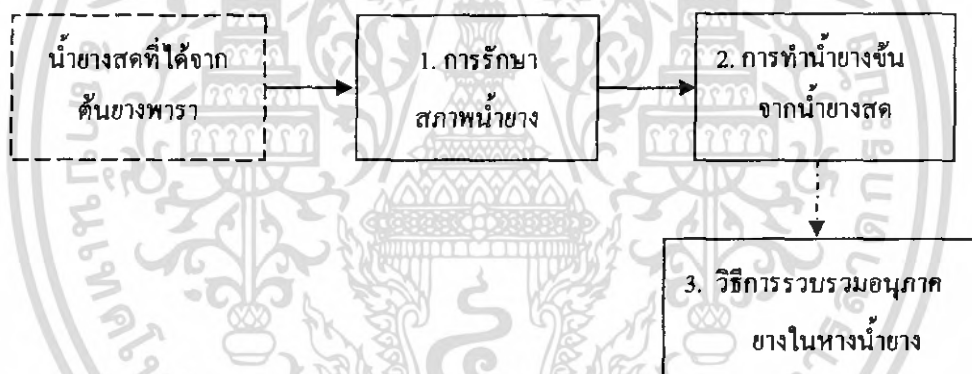 น้ำยางสดที่ได้จาก
ต้นยางพารา
1. การรักษา
สภาพน้ำยาง
2. การทำน้ำยางข้น
จากน้ำยางสด
3. วิธีการรวบรวมอนุภาค
ยางในหางน้ำยาง